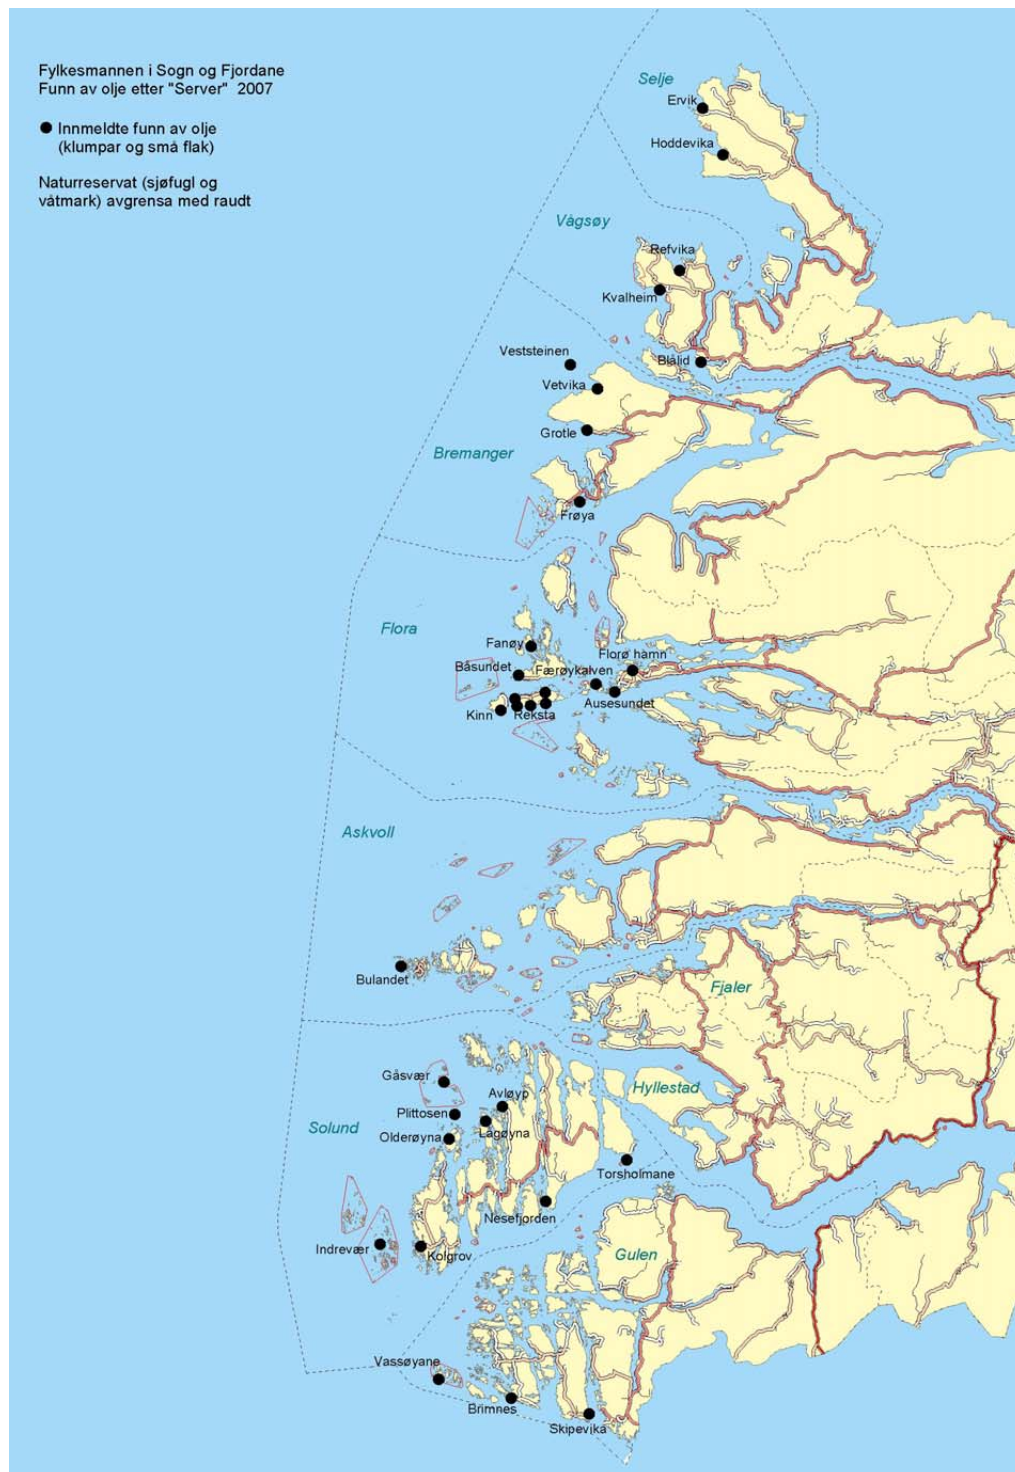 Fylkesmannen i Sogn og Fjordane
Funn av olje etter "Server" 2007
Innmeldte funn av olje
(klumpar og små flak)
Naturreservat (sjøfugl og
våtmark) avgrensa med raudt
Selje
Ervik
Hoddevika
Vågsøy
Refvika
Kvalheim
Veststeinen
Blålid
Vetvika
Grotle
Bremanger
Frøya
Flora
Fanøy
Florø hamn
Båsundet
Færøykalven
Ausesundet
Kinn
Reksta
Askvoll
Bulandet
Fjaler
Gåsvær
Hyllestad
Avløyp
Plittosen
Solund
Lågøyna
Olderøyna
Torsholmane
Nesefjorden
Indrevær
Kolgrov
Gulen
Vassøyane
Brimnes
Skipevika